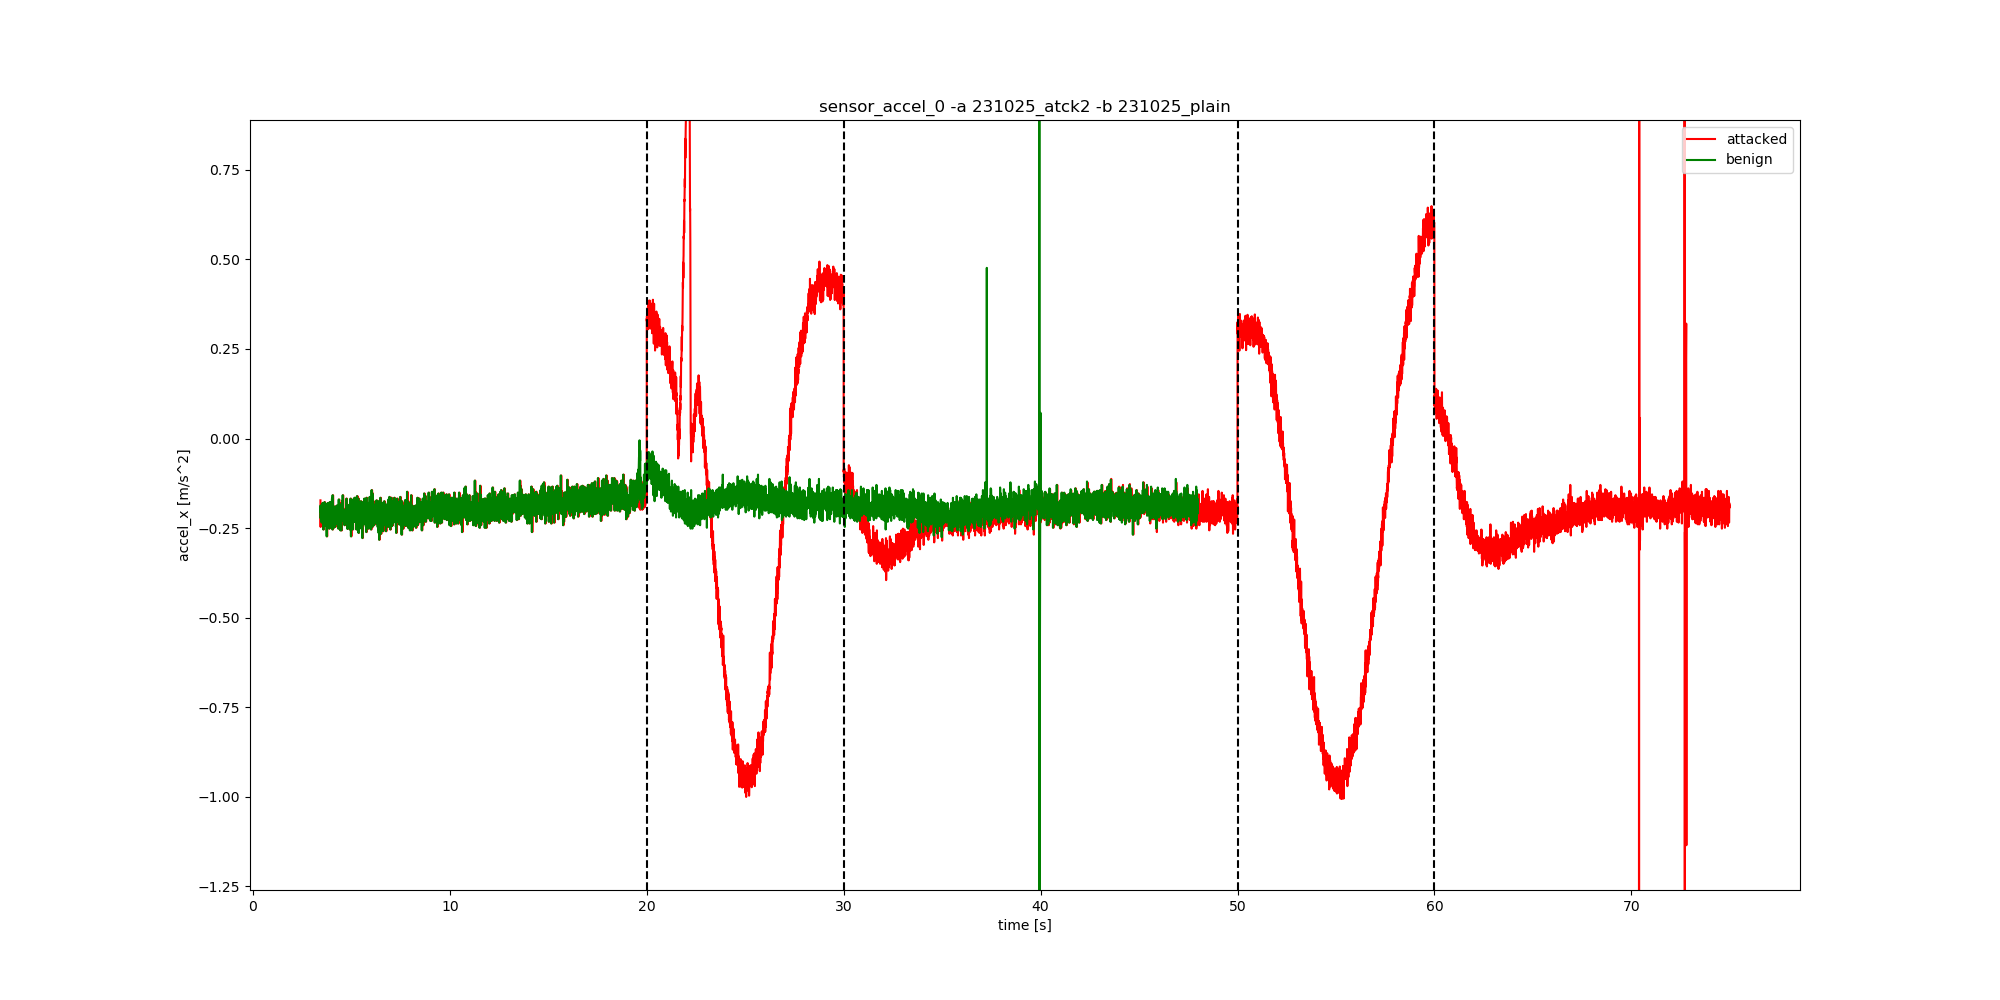 sensor_accel_0 -a 231025_atck2 -b 231025_plain
attacked
benign
accel_x [m/s^2]
0.75
0.50
0.25
0.00
−0.25
−0.50
−0.75
−1.00
−1.25
0 10 20 30 40 50 60 70
time [s]